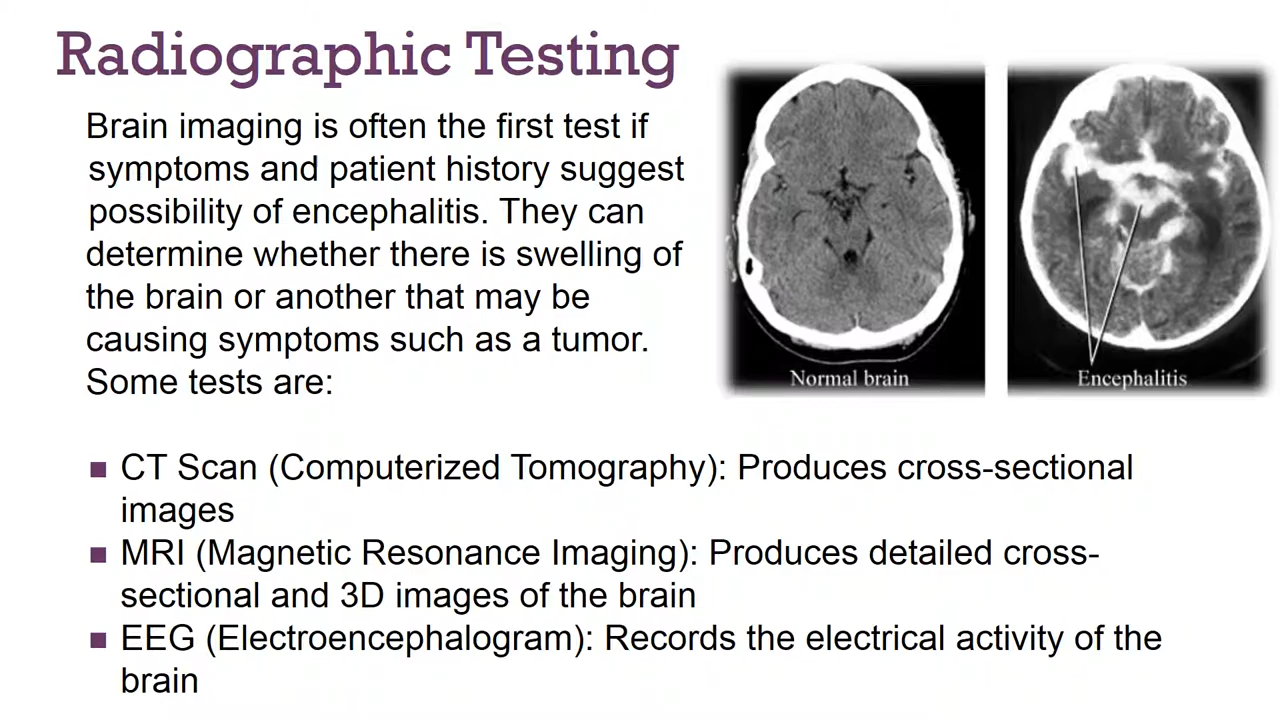 Radiographic Testing
Brain imaging is often the first test if
symptoms and patient history suggest
possibility of encephalitis. They can
determine whether there is swelling of
the brain or another that may be
causing symptoms such as a tumor.
Some tests are:
Normal brain
Encephalitis
■ CT Scan (Computerized Tomography): Produces cross-sectional
images
■ MRI (Magnetic Resonance Imaging): Produces detailed cross-
sectional and 3D images of the brain
■ EEG (Electroencephalogram): Records the electrical activity of the
brain